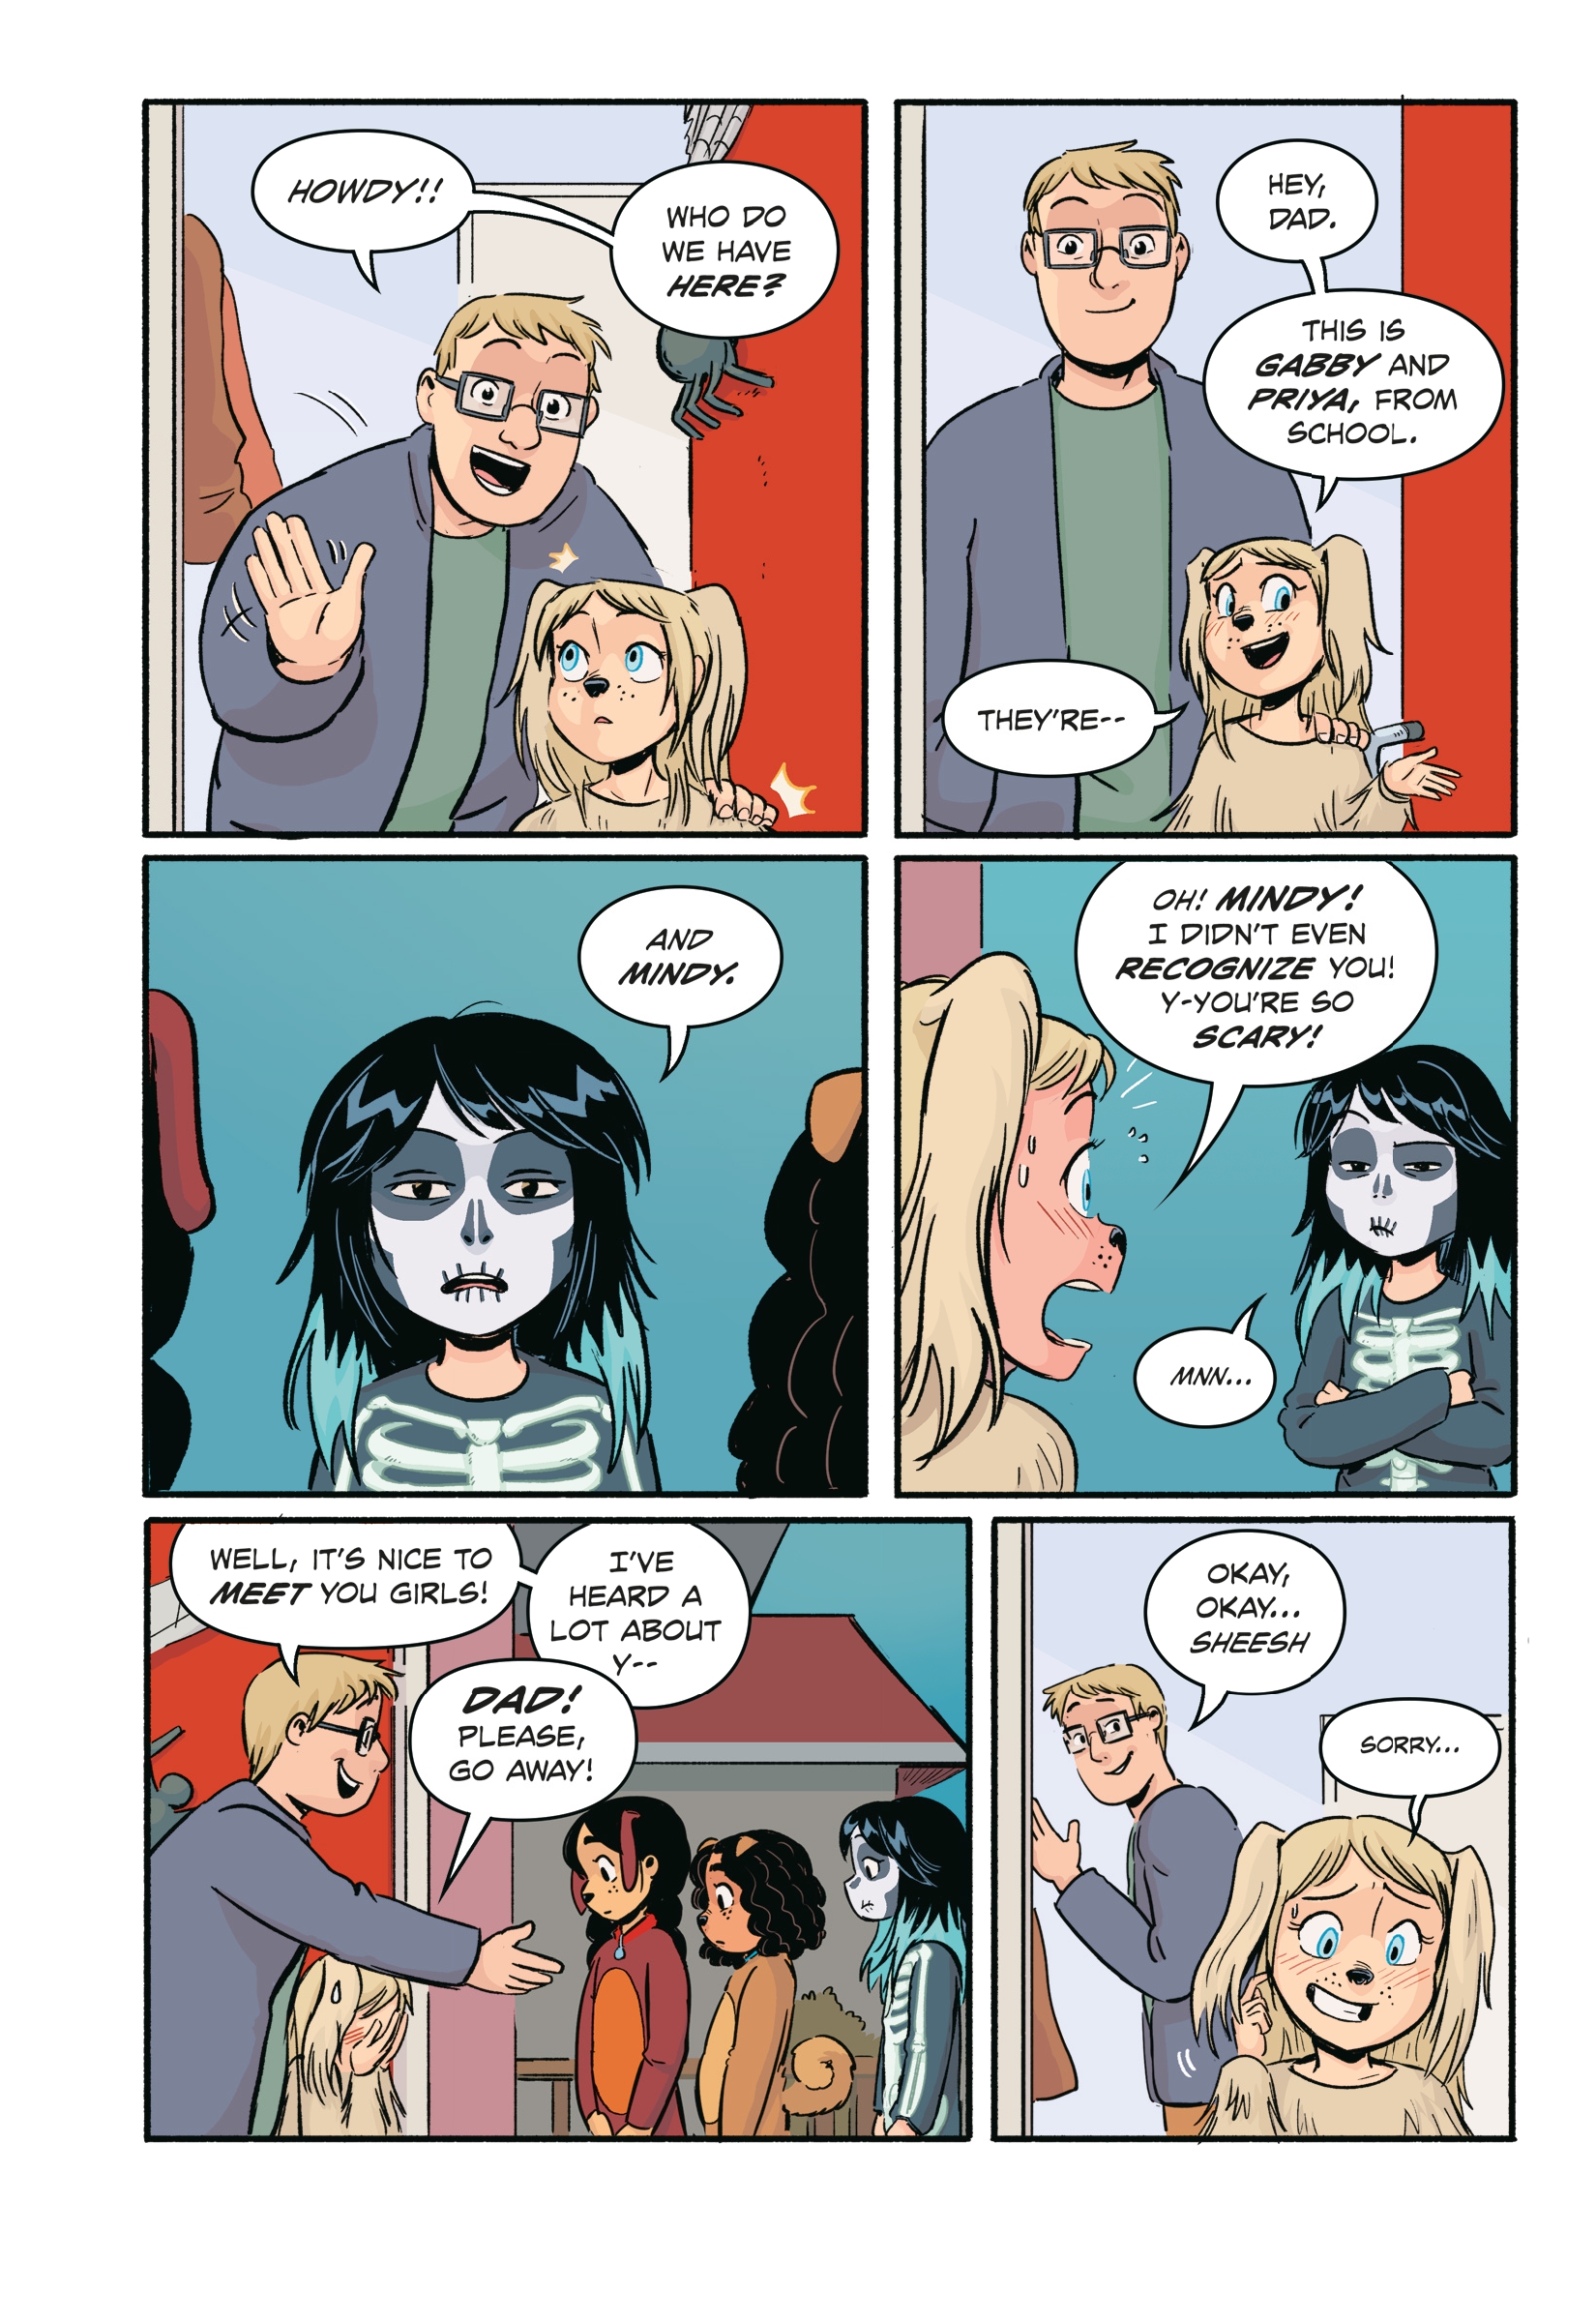 HOWDY!!
WHO DO
WE HAVE
HERE?
HEY,
DAD.
THIS IS
GABBY AND
PRIYA, FROM
SCHOOL.
THEY'RE--
AND
MINDY.
OH! MINDY!
I DIDN'T EVEN
RECOGNIZE YOU!
Y-YOU'RE SO
SCARY!
MNN...
WELL, IT'S NICE TO
MEET YOU GIRLS!
I'VE
HEARD A
LOT ABOUT
Y--
DAD!
PLEASE,
GO AWAY!
OKAY,
OKAY...
SHEESH
SORRY...